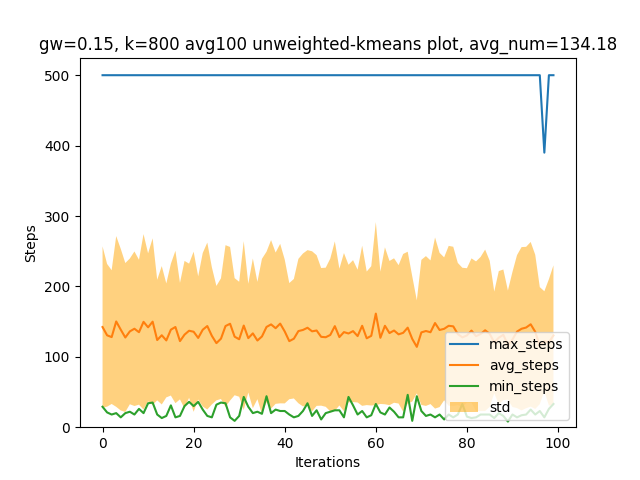 gw=0.15, k=800 avg100 unweighted-kmeans plot, avg_num=134.18
500
400
300
200
100
0
Steps
0 20 40 60 80 100
Iterations
max_steps
avg_steps
min_steps
std